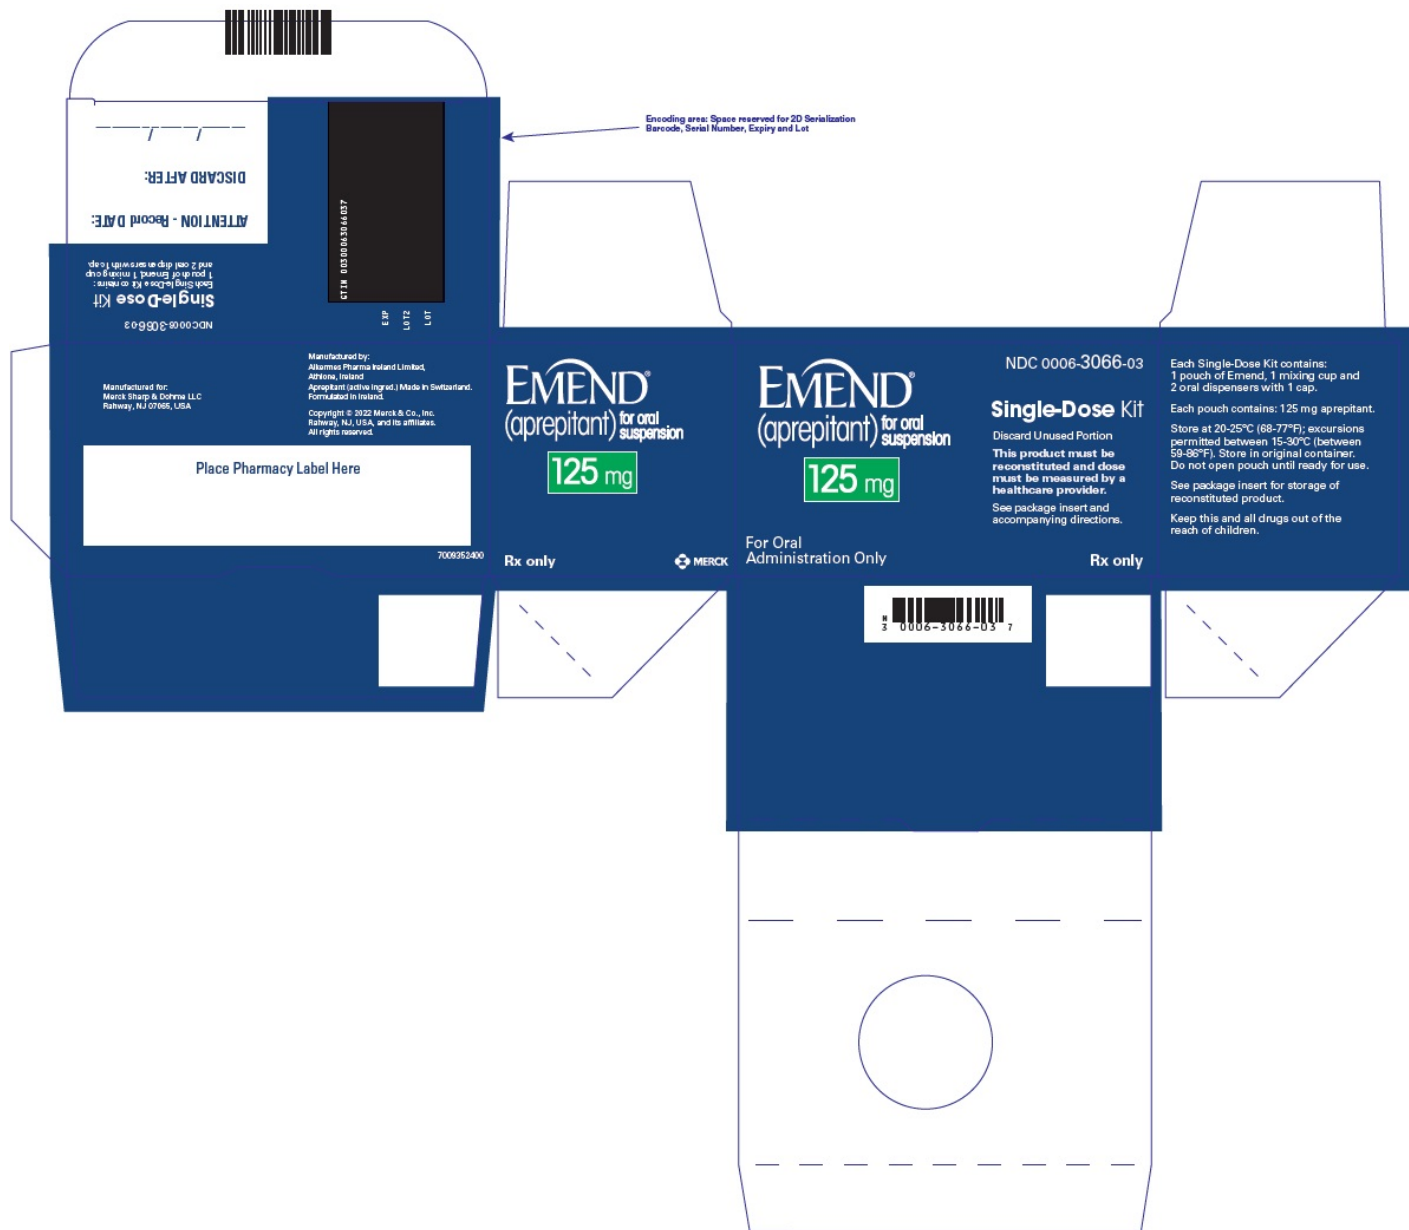 Encoding area: Space reserved for 2D Serialization
Barcode, Serial Number, Expiry and Lot
ATTENTION - Record DATE:
DISCARD AFTER:
__ __ / __ __ / __ __
GTIN 00300063066037
EXP
LOT2
LOT
NDC 0006-3066-03
Single-Dose Kit
Each Single-Dose Kit contains:
1 pouch of Emend, 1 mixing cup
and 2 oral dispensers with 1 cap.
Manufactured for:
Merck Sharp & Dohme LLC
Rahway, NJ 07065, USA
Manufactured by:
Alkermes Pharma Ireland Limited,
Athlone, Ireland
Aprepitant (active ingred.) Made in Switzerland.
Formulated in Ireland.
Copyright © 2022 Merck & Co., Inc.
Rahway, NJ, USA, and its affiliates.
All rights reserved.
Place Pharmacy Label Here
7009352400
EMEND®
(aprepitant) for oral
suspension
125 mg
Rx only
MERCK
EMEND®
(aprepitant) for oral
suspension
125 mg
For Oral
Administration Only
NDC 0006-3066-03
Single-Dose Kit
Discard Unused Portion
This product must be
reconstituted and dose
must be measured by a
healthcare provider.
See package insert and
accompanying directions.
Rx only
N
3 0006-3066-03 7
Each Single-Dose Kit contains:
1 pouch of Emend, 1 mixing cup and
2 oral dispensers with 1 cap.
Each pouch contains: 125 mg aprepitant.
Store at 20-25°C (68-77°F); excursions
permitted between 15-30°C (between
59-86°F). Store in original container.
Do not open pouch until ready for use.
See package insert for storage of
reconstituted product.
Keep this and all drugs out of the
reach of children.